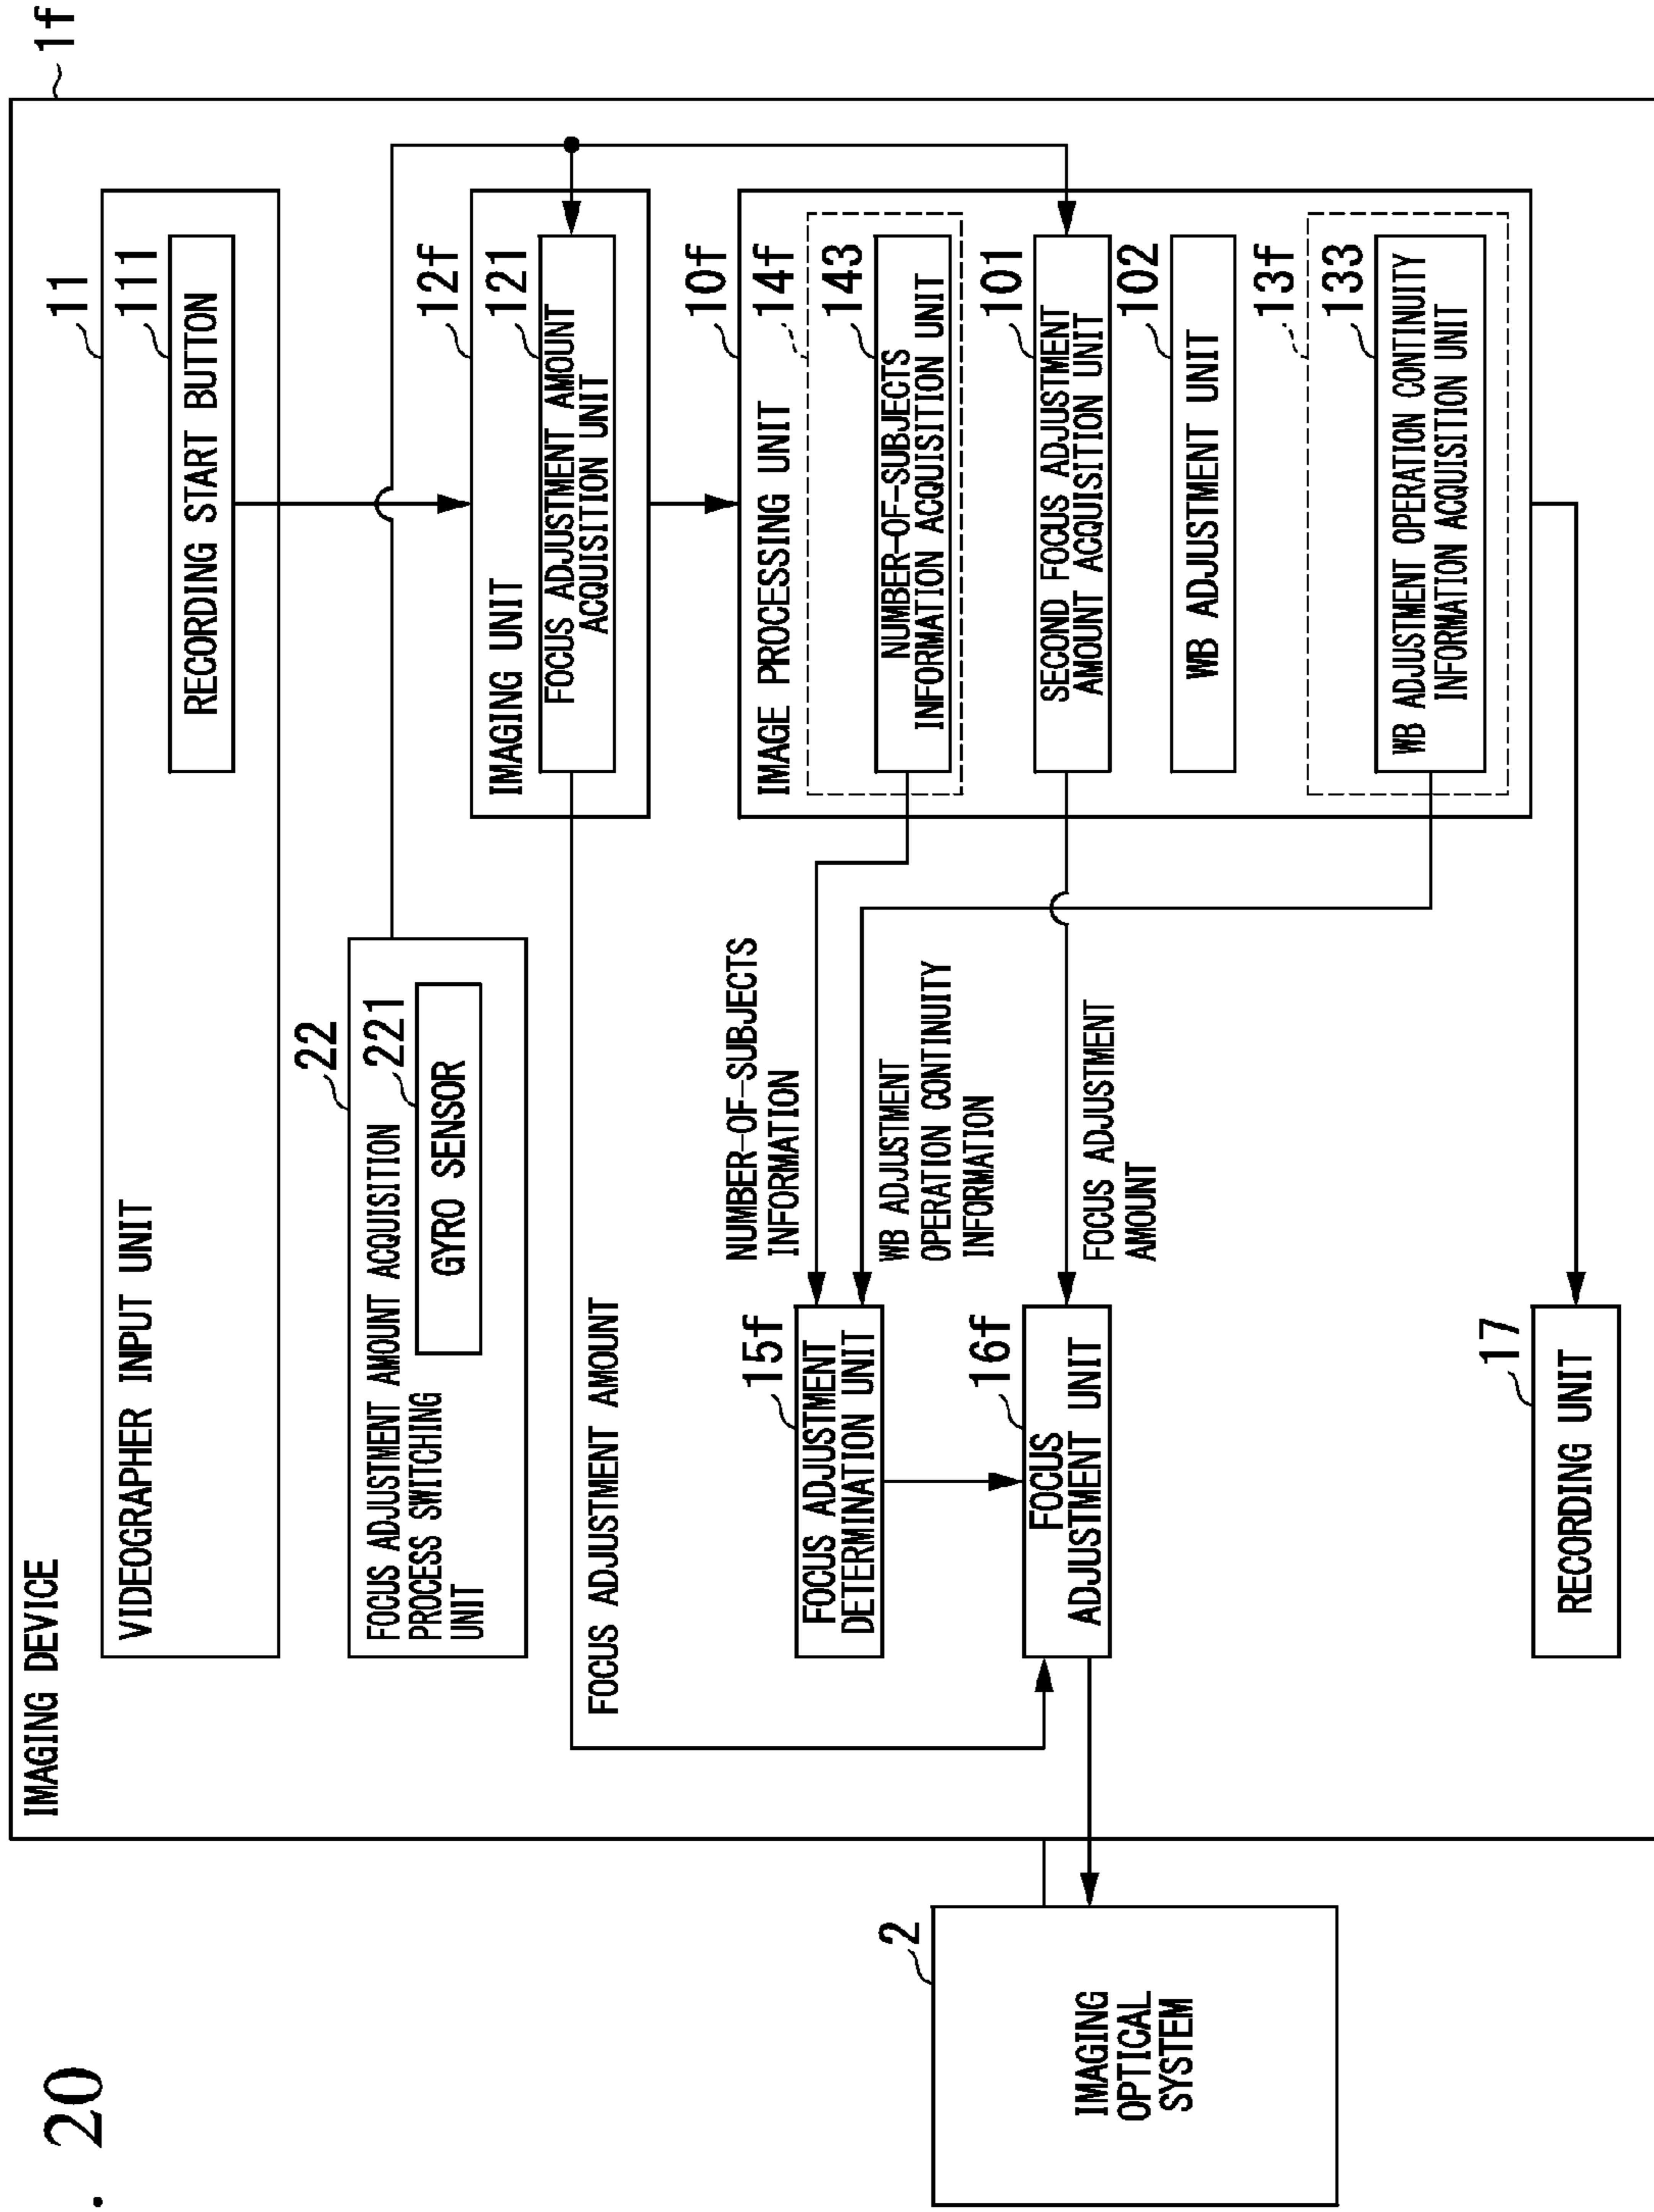 . 20
IMAGING DEVICE
1f
VIDEOGRAPHER INPUT UNIT
11
111
RECORDING START BUTTON
22
FOCUS ADJUSTMENT AMOUNT ACQUISITION
PROCESS SWITCHING
UNIT
221
GYRO SENSOR
12f
IMAGING UNIT
121
FOCUS ADJUSTMENT AMOUNT
ACQUISITION UNIT
FOCUS ADJUSTMENT AMOUNT
10f
IMAGE PROCESSING UNIT
14f
143
NUMBER-OF-SUBJECTS
INFORMATION ACQUISITION UNIT
NUMBER-OF-SUBJECTS
INFORMATION
15f
FOCUS ADJUSTMENT
DETERMINATION UNIT
WB ADJUSTMENT
OPERATION CONTINUITY
INFORMATION
101
SECOND FOCUS ADJUSTMENT
AMOUNT ACQUISITION UNIT
16f
FOCUS
ADJUSTMENT UNIT
FOCUS ADJUSTMENT
AMOUNT
102
WB ADJUSTMENT UNIT
13f
133
WB ADJUSTMENT OPERATION CONTINUITY
INFORMATION ACQUISITION UNIT
17
RECORDING UNIT
2
IMAGING
OPTICAL
SYSTEM